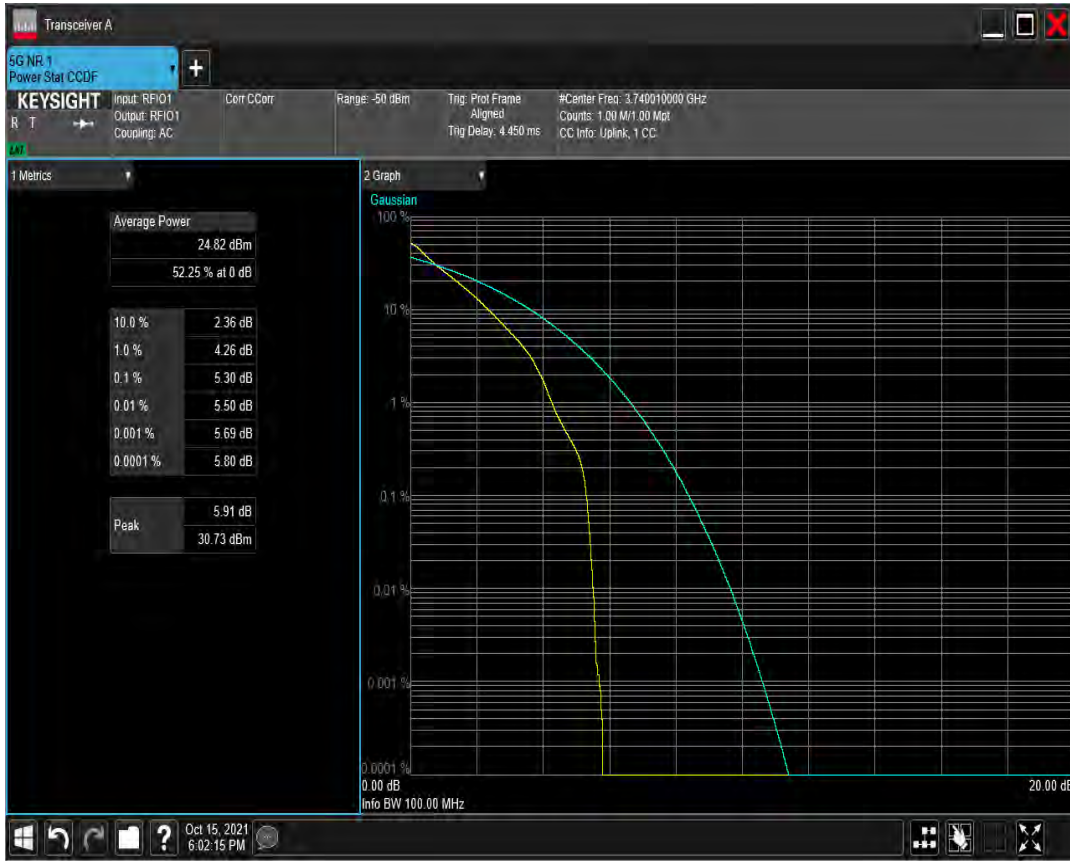 Transceiver A
5G NR 1
Power Stat CCDF
+
KEYSIGHT
R T
LXI
Input: RFIO1
Output: RFIO1
Coupling: AC
Corr CCorr
Range: -50 dBm
Trig: Prot Frame
Aligned
Trig Delay: 4.450 ms
#Center Freq: 3.740010000 GHz
Counts: 1.00 M/1.00 Mpt
CC Info: Uplink, 1 CC
1 Metrics
Average Power
24.82 dBm
52.25 % at 0 dB
10.0 % 2.36 dB
1.0 % 4.26 dB
0.1 % 5.30 dB
0.01 % 5.50 dB
0.001 % 5.69 dB
0.0001 % 5.80 dB
Peak
5.91 dB
30.73 dBm
2 Graph
Gaussian
100 %
10 %
1 %
0.1 %
0.01 %
0.001 %
0.0001 %
0.00 dB
20.00 dB
Info BW 100.00 MHz
?
Oct 15, 2021
6:02:15 PM